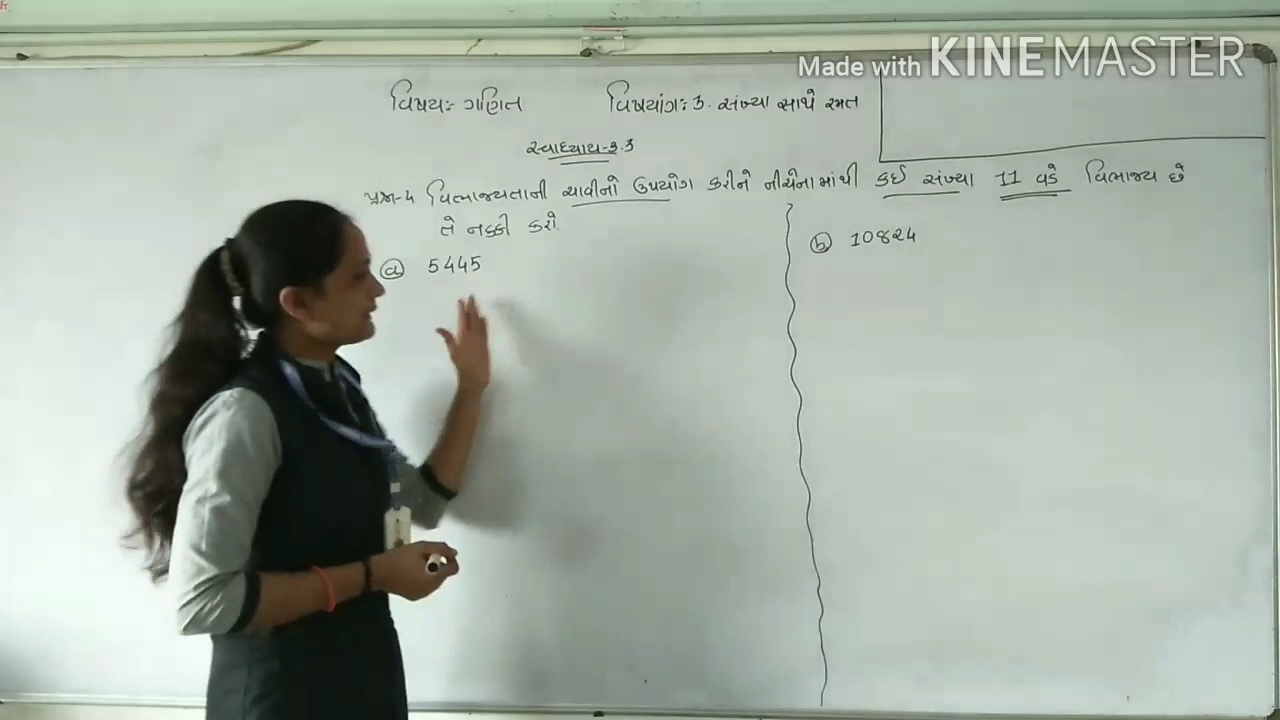 Made with KINEMASTER
વિષયઃ- ગણિત વિષયાંગઃ 3. સંખ્યા સાથે રમત
સ્વાધ્યાય-3.3
પ્રશ્ન-4 વિભાજ્યતાની ચાવીનો ઉપયોગ કરીને નીચેનામાંથી કઈ સંખ્યા 11 વડે વિભાજ્ય છે
તે નક્કી કરો.
ⓐ 5445
ⓑ 10824